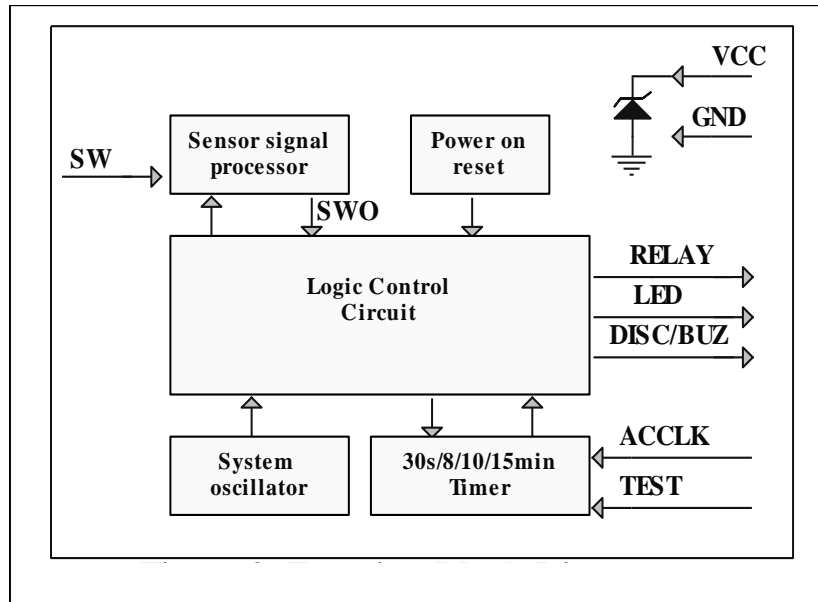 VCC
GND
Sensor signal
processor
Power on
reset
SW
SWO
Logic Control
Circuit
RELAY
LED
DISC/BUZ
System
oscillator
30s/8/10/15min
Timer
ACCLK
TEST